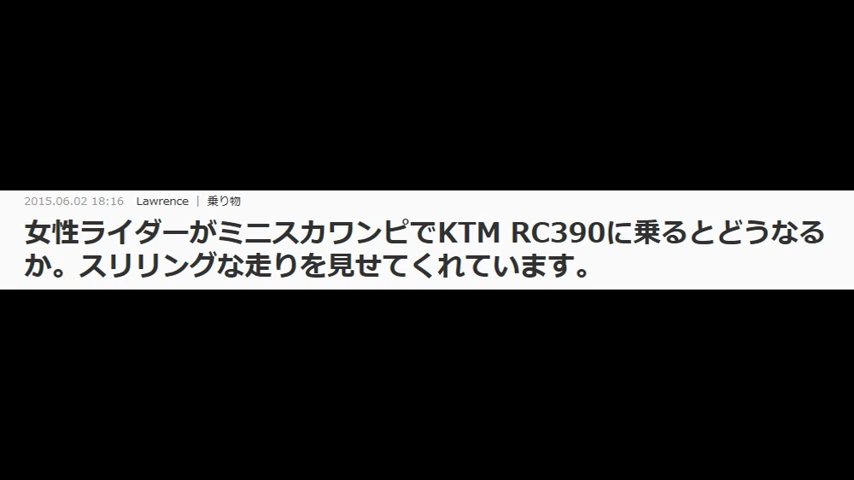 2015.06.02 18:16 Lawrence | 乗り物
女性ライダーがミニスカワンピでKTM RC390に乗るとどうなる
か。スリリングな走りを見せてくれています。